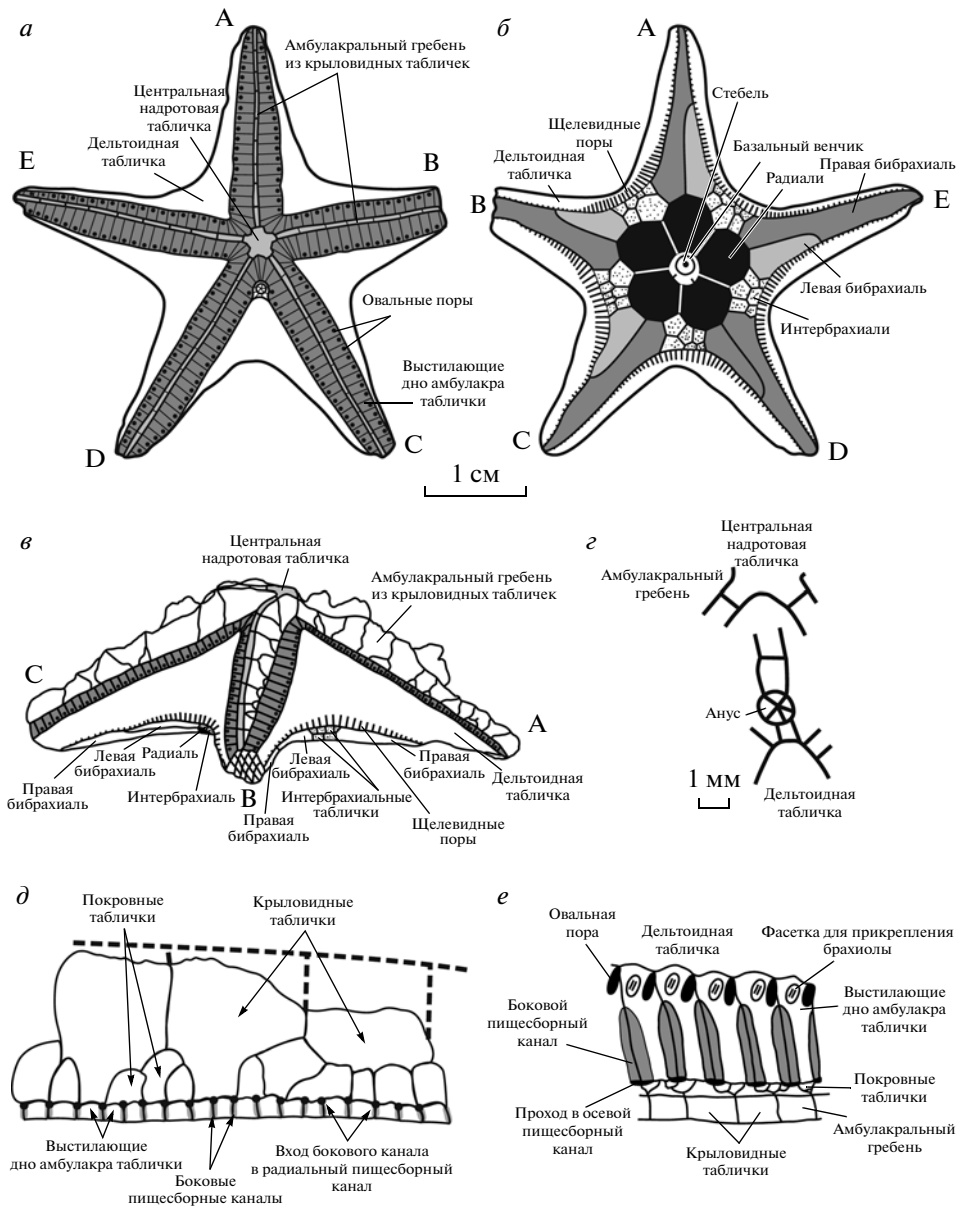 а
A
Амбулакральный гребень
из крыловидных табличек
Центральная
надротовая
табличка
Дельтоидная
табличка
E
B
Овальные поры
Выстилающие
дно амбулакра
таблички
D
C
б
A
Стебель
Щелевидные
поры
Базальный венчик
Дельтоидная
табличка
Радиали
Правая бибрахиаль
B
E
Левая бибрахиаль
Интербрахиали
C
D
1 см
в
Центральная
надротовая табличка
Амбулакральный гребень
из крыловидных табличек
C
A
Левая
бибрахиаль
Радиаль
Правая
бибрахиаль
Интербрахиаль
B
Правая
бибрахиаль
Левая
бибрахиаль
Интербрахиальные
таблички
Правая
бибрахиаль
Щелевидные
поры
Дельтоидная
табличка
г
Центральная
надротовая
табличка
Амбулакральный
гребень
Анус
1 мм
Дельтоидная
табличка
д
Покровные
таблички
Крыловидные
таблички
Выстилающие
дно амбулакра таблички
Боковые
пищесборные каналы
Вход бокового канала
в радиальный пищесборный
канал
е
Овальная
пора
Дельтоидная
табличка
Фасетка для прикрепления
брахиолы
Боковой
пищесборный
канал
Выстилающие
дно амбулакра
таблички
Проход в осевой
пищесборный
канал
Крыловидные
таблички
Покровные
таблички
Амбулакральный
гребень